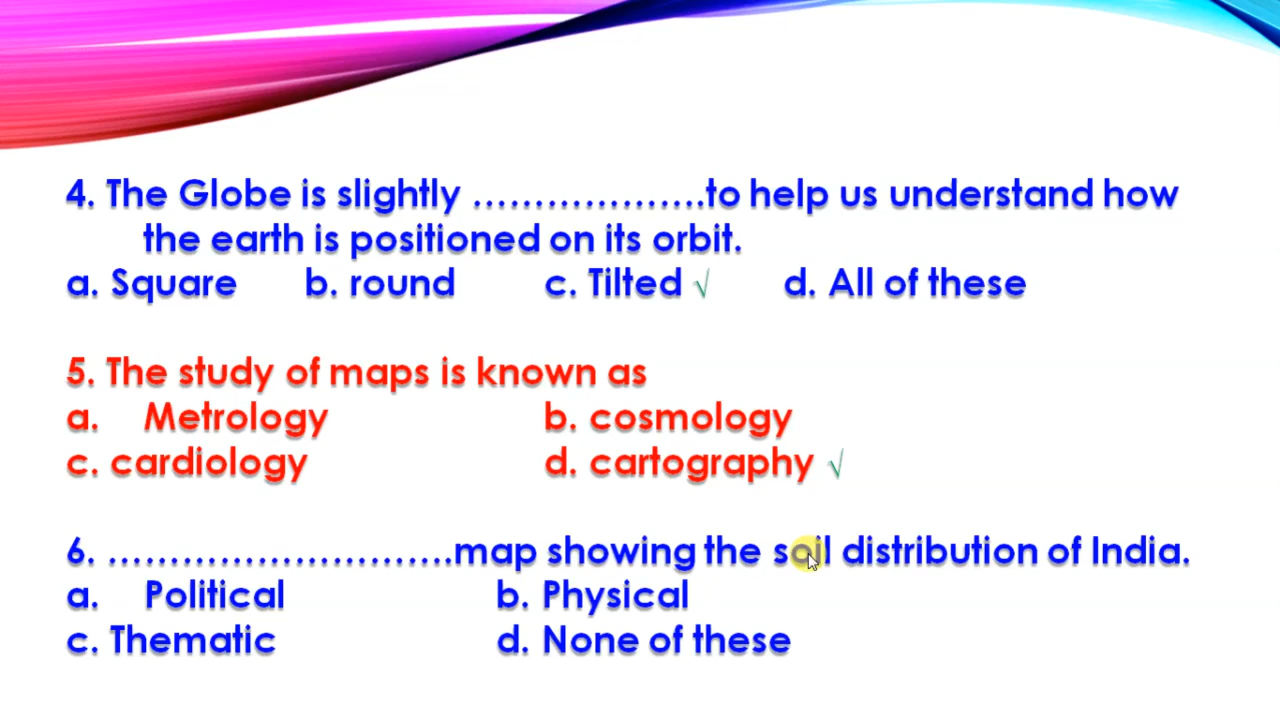 4. The Globe is slightly ………………..to help us understand how
the earth is positioned on its orbit.
a. Square b. round c. Tilted √ d. All of these
5. The study of maps is known as
a. Metrology b. cosmology
c. cardiology d. cartography √
6. ……………………….map showing the soil distribution of India.
a. Political b. Physical
c. Thematic d. None of these